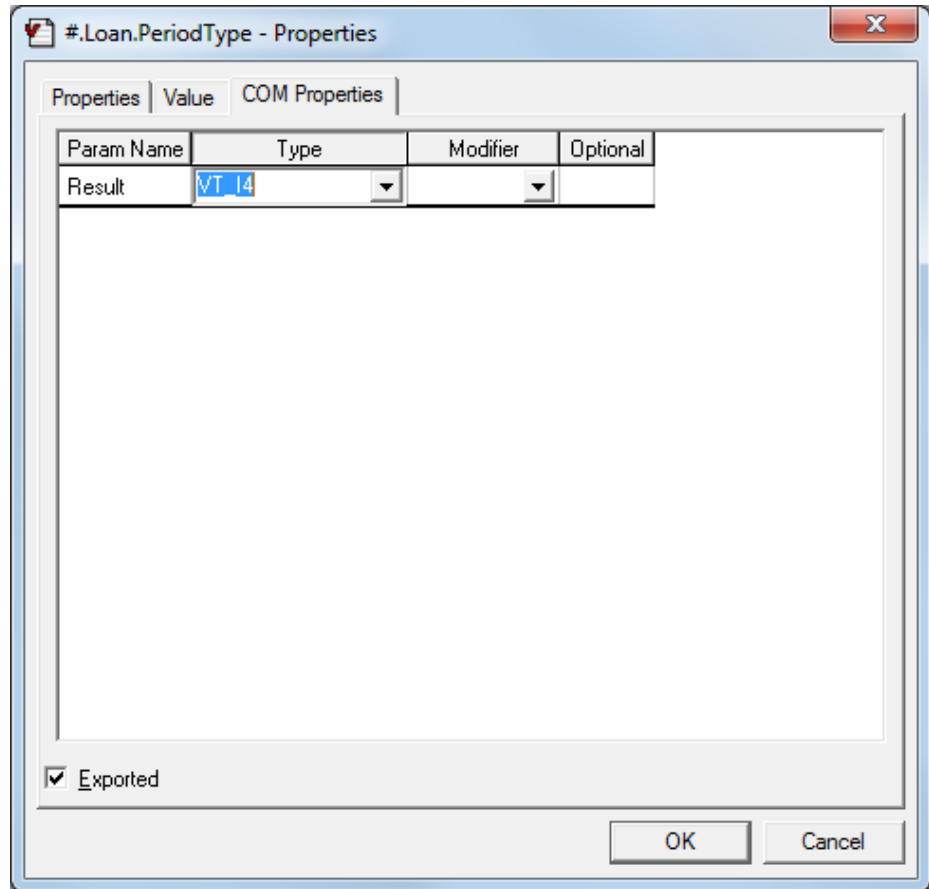 #.Loan.PeriodType - Properties
Properties Value COM Properties
Param Name Type Modifier Optional
Result VT_I4
Exported
OK Cancel